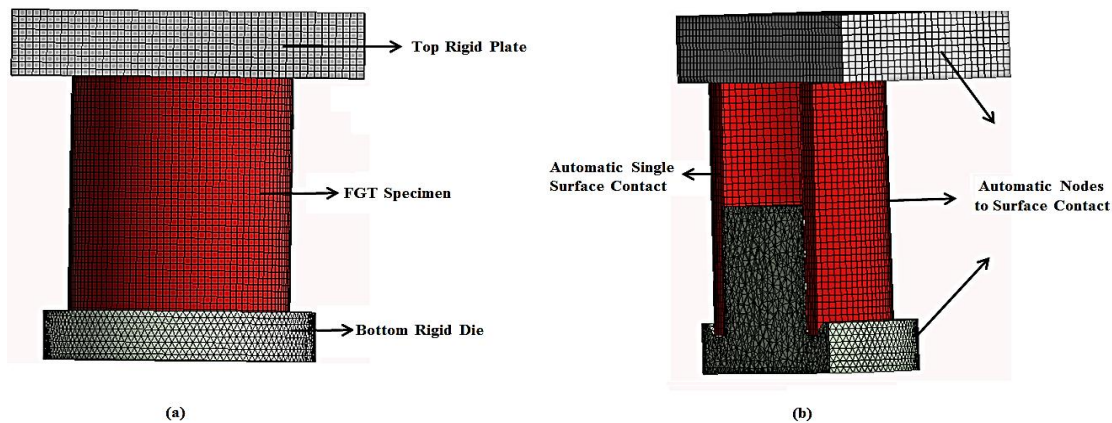 Top Rigid Plate
FGT Specimen
Bottom Rigid Die
(a)
Automatic Single
Surface Contact
Automatic Nodes
to Surface Contact
(b)